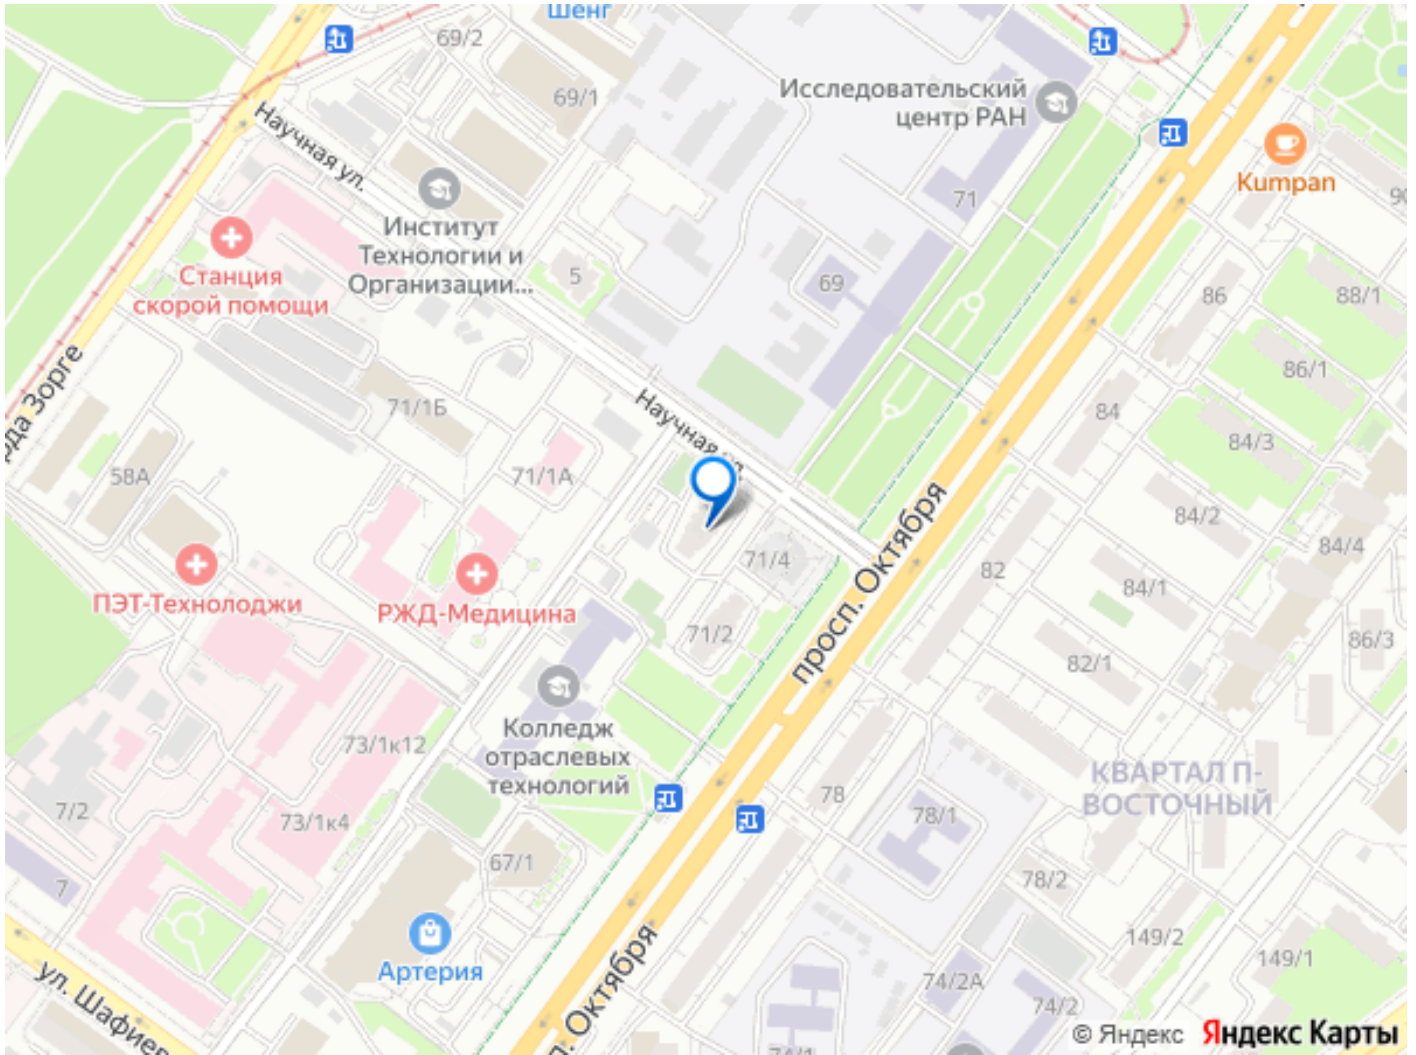 Шенг
69/2
69/1
Научная ул.
Исследовательский
центр РАН
Kumpan
71
Институт
Технологии и
Организации...
Станция
скорой помощи
5
69
86
88/1
86/1
рда Зорге
71/1Б
Научная ул.
84
84/3
58А
71/1А
84/2
просп. Октября
84/4
71/4
82
84/1
ПЭТ-Технолоджи
РЖД-Медицина
71/2
86/3
82/1
Колледж
отраслевых
технологий
73/1к12
КВАРТАЛ П-
ВОСТОЧНЫЙ
78
78/1
7/2
73/1к4
67/1
78/2
7
149/2
Артерия
149/1
ул. Шафиев
п. Октября
74/2А
74/2
74/1
© Яндекс Яндекс Карты